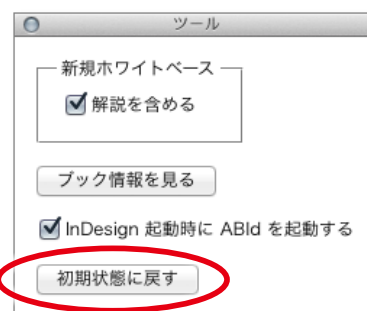 ツール
新規ホワイトベース
解説を含める
ブック情報を見る
InDesign 起動時に ABId を起動する
初期状態に戻す